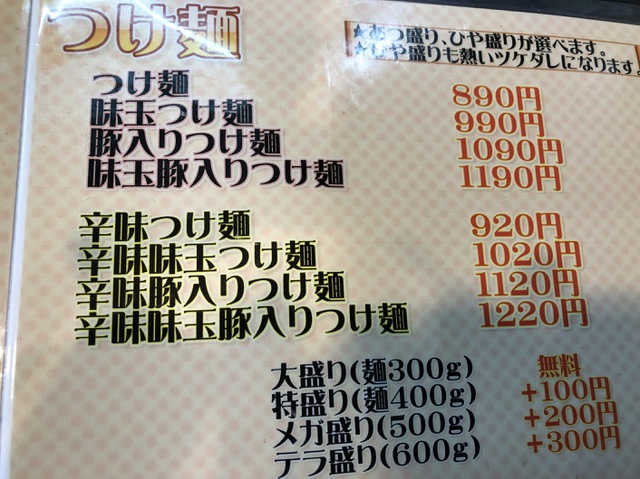 つけ麺
★あつ盛り、ひや盛りが選べます。
★ひや盛りも熱いツケダレになります。
つけ麺 890円
味玉つけ麺 990円
豚入りつけ麺 1090円
味玉豚入りつけ麺 1190円
辛味つけ麺 920円
辛味味玉つけ麺 1020円
辛味豚入りつけ麺 1120円
辛味味玉豚入りつけ麺 1220円
大盛り(麺300g) 無料
特盛り(麺400g) +100円
メガ盛り(500g) +200円
テラ盛り(600g) +300円